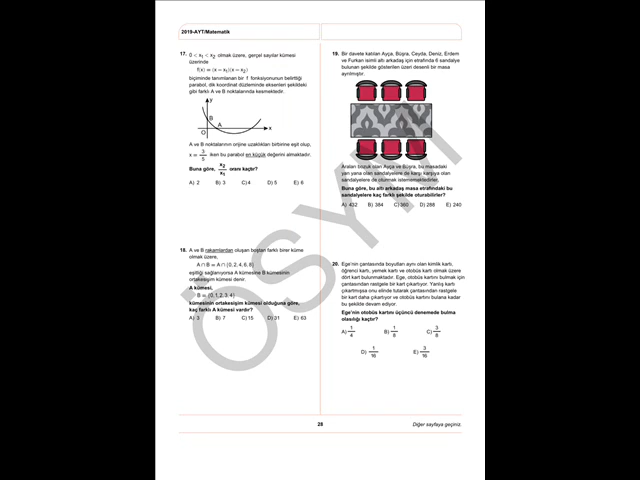 2019-AYT/Matematik
17. 0 < x₁ < x₂ olmak üzere, gerçel sayılar kümesi
üzerinde
f(x) = (x – x₁)(x – x₂)
biçiminde tanımlanan bir f fonksiyonunun belirttiği
parabol, dik koordinat düzleminde eksenleri şekildeki
gibi farklı A ve B noktalarında kesmektedir.
y
B
A
O
x
A ve B noktalarının orijine uzaklıkları birbirine eşit olup,
x = 3/5 iken bu parabol en küçük değerini almaktadır.
Buna göre, x₂/x₁ oranı kaçtır?
A) 2 B) 3 C) 4 D) 5 E) 6
18. A ve B rakamlardan oluşan boştan farklı birer küme
olmak üzere,
A ∩ B = A ∩ {0, 2, 4, 6, 8}
eşitliği sağlanıyorsa A kümesine B kümesinin
ortakeşişim kümesi denir.
A kümesi,
B = {0, 1, 2, 3, 4}
kümesinin ortakesişim kümesi olduğuna göre,
kaç farklı A kümesi vardır?
A) 3 B) 7 C) 15 D) 31 E) 63
19. Bir davete katılan Ayça, Büşra, Ceyda, Deniz, Erdem
ve Furkan isimli altı arkadaş için etrafında 6 sandalye
bulunan şekilde gösterilen üzeri desenli bir masa
ayrılmıştır.
Araları bozuk olan Ayça ve Büşra, bu masadaki
yan yana olan sandalyelere de karşı karşıya olan
sandalyelere de oturmak istememektedirler.
Buna göre, bu altı arkadaş masa etrafındaki bu
sandalyelere kaç farklı şekilde oturabilirler?
A) 432 B) 384 C) 360 D) 288 E) 240
20. Ege'nin çantasında boyutları aynı olan kimlik kartı,
öğrenci kartı, yemek kartı ve otobüs kartı olmak üzere
dört kart bulunmaktadır. Ege, otobüs kartını bulmak için
çantasından rastgele bir kart çıkarıyor. Yanlış kartı
çıkartmışsa onu elinde tutarak çantasından rastgele
bir kart daha çıkartıyor ve otobüs kartını bulana kadar
bu şekilde devam ediyor.
Ege'nin otobüs kartını üçüncü denemede bulma
olasılığı kaçtır?
A) 1/4 B) 1/8 C) 3/8
D) 1/16 E) 3/16
ÖSYM
28
Diğer sayfaya geçiniz.